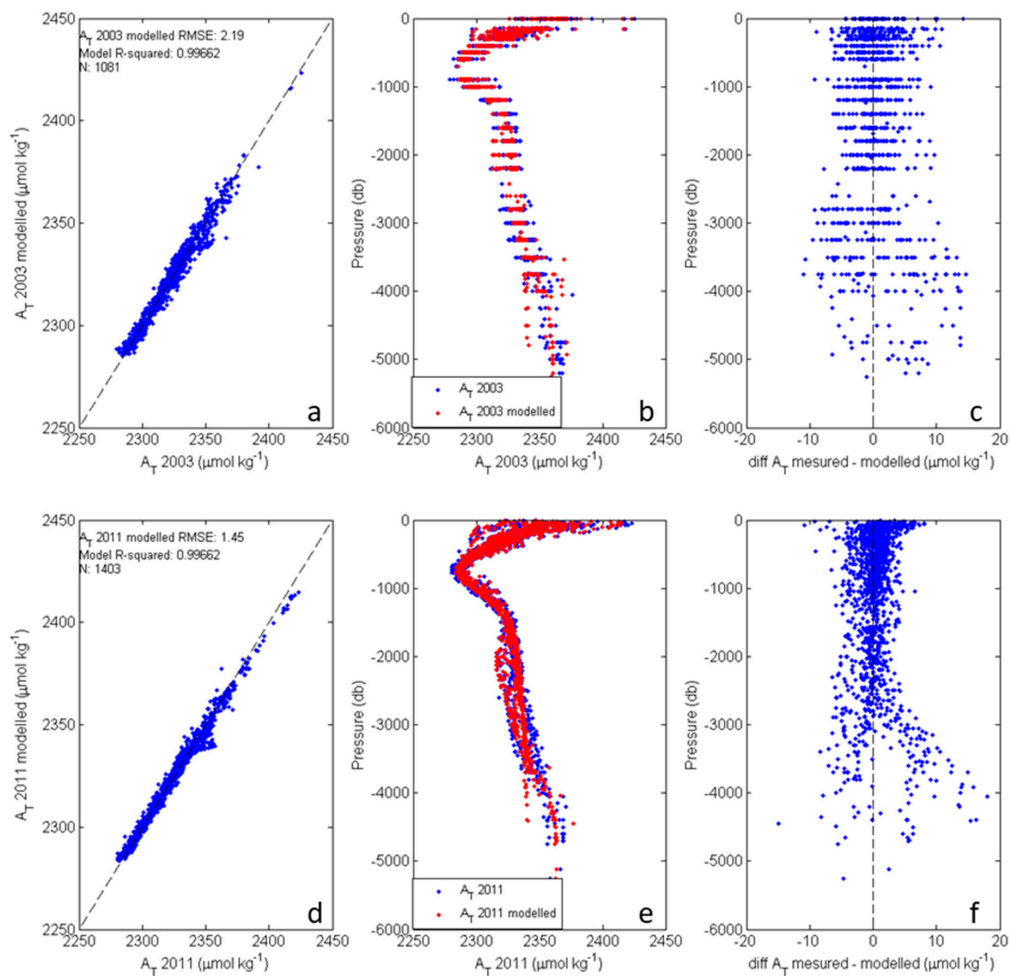 2450
A_T 2003 modelled RMSE: 2.19
Model R-squared: 0.99662
N: 1081
2400
2350
2300
2250
2250 2300 2350 2400 2450
A_T 2003 modelled (µmol kg⁻¹)
A_T 2003 (µmol kg⁻¹)
a
0
-1000
-2000
-3000
-4000
-5000
-6000
2250 2300 2350 2400 2450
Pressure (db)
A_T 2003
A_T 2003 modelled
A_T 2003 (µmol kg⁻¹)
b
0
-1000
-2000
-3000
-4000
-5000
-6000
-20 -10 0 10 20
Pressure (db)
diff A_T mesured - modelled (µmol kg⁻¹)
c
2450
A_T 2011 modelled RMSE: 1.45
Model R-squared: 0.99662
N: 1403
2400
2350
2300
2250
2250 2300 2350 2400 2450
A_T 2011 modelled (µmol kg⁻¹)
A_T 2011 (µmol kg⁻¹)
d
0
-1000
-2000
-3000
-4000
-5000
-6000
2250 2300 2350 2400 2450
Pressure (db)
A_T 2011
A_T 2011 modelled
A_T 2011 (µmol kg⁻¹)
e
0
-1000
-2000
-3000
-4000
-5000
-6000
-20 -10 0 10 20
Pressure (db)
diff A_T mesured - modelled (µmol kg⁻¹)
f